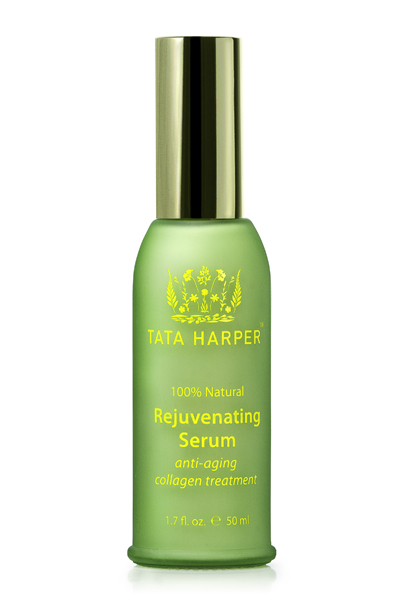 TATA HARPER®
100% Natural
Rejuvenating
Serum
anti-aging
collagen treatment
1.7 fl. oz. ℮ 50 ml